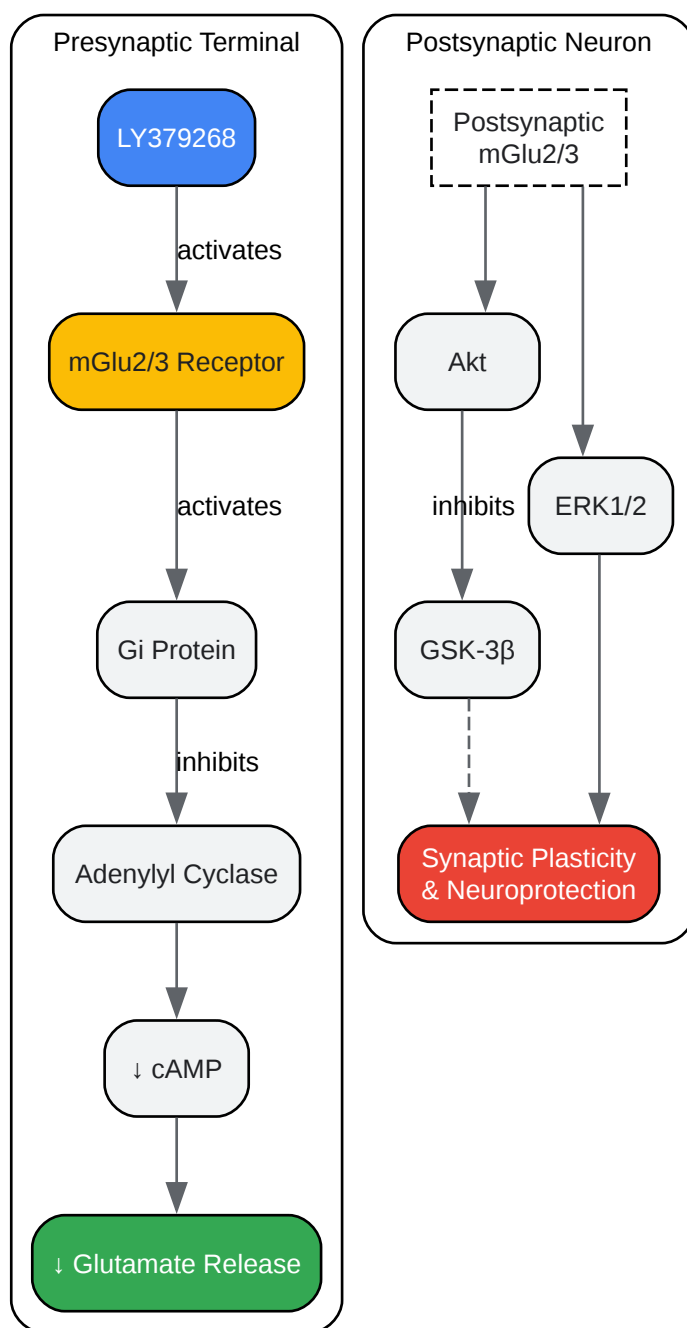 Presynaptic Terminal
LY379268
activates
mGlu2/3 Receptor
activates
Gi Protein
inhibits
Adenylyl Cyclase
↓ cAMP
↓ Glutamate Release
Postsynaptic Neuron
Postsynaptic
mGlu2/3
Akt
inhibits
ERK1/2
GSK-3β
Synaptic Plasticity
& Neuroprotection